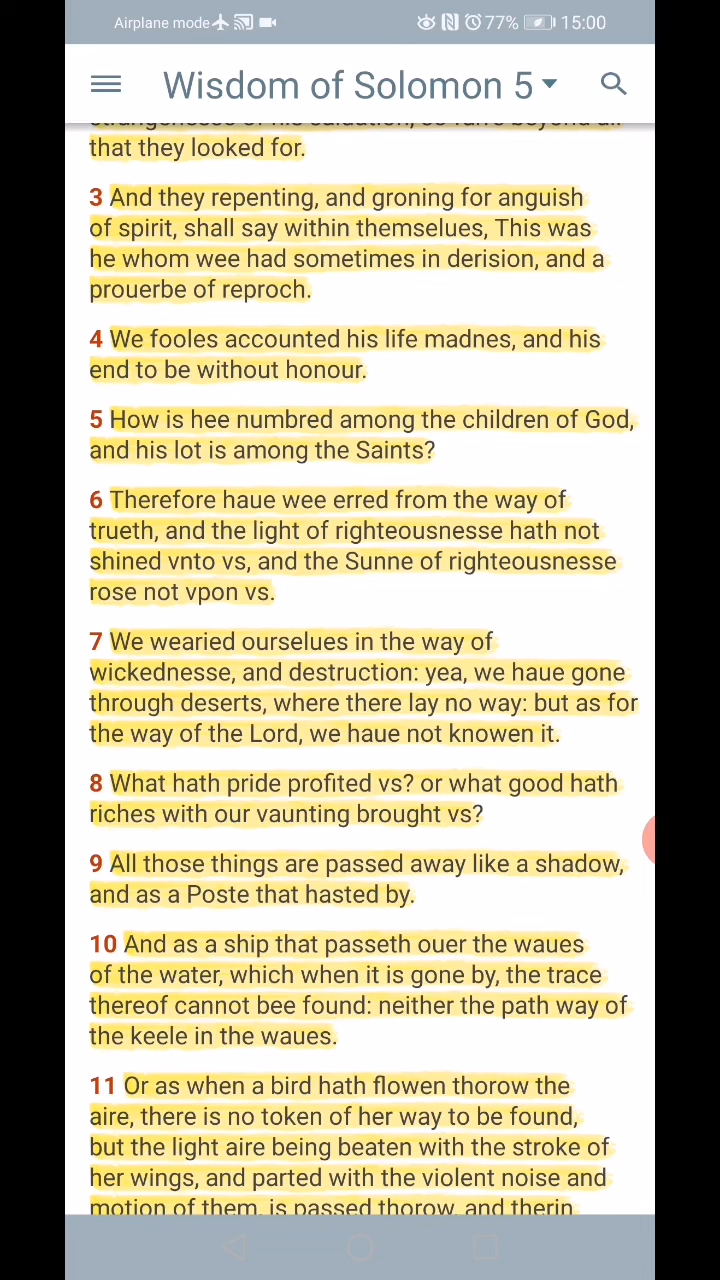 Airplane mode 77% 15:00
Wisdom of Solomon 5
that they looked for.
3 And they repenting, and groning for anguish
of spirit, shall say within themselues, This was
he whom wee had sometimes in derision, and a
prouerbe of reproch.
4 We fooles accounted his life madnes, and his
end to be without honour.
5 How is hee numbred among the children of God,
and his lot is among the Saints?
6 Therefore haue wee erred from the way of
trueth, and the light of righteousnesse hath not
shined vnto vs, and the Sunne of righteousnesse
rose not vpon vs.
7 We wearied ourselues in the way of
wickednesse, and destruction: yea, we haue gone
through deserts, where there lay no way: but as for
the way of the Lord, we haue not knowen it.
8 What hath pride profited vs? or what good hath
riches with our vaunting brought vs?
9 All those things are passed away like a shadow,
and as a Poste that hasted by.
10 And as a ship that passeth ouer the waues
of the water, which when it is gone by, the trace
thereof cannot bee found: neither the path way of
the keele in the waues.
11 Or as when a bird hath flowen thorow the
aire, there is no token of her way to be found,
but the light aire being beaten with the stroke of
her wings, and parted with the violent noise and
motion of them, is passed thorow, and therin